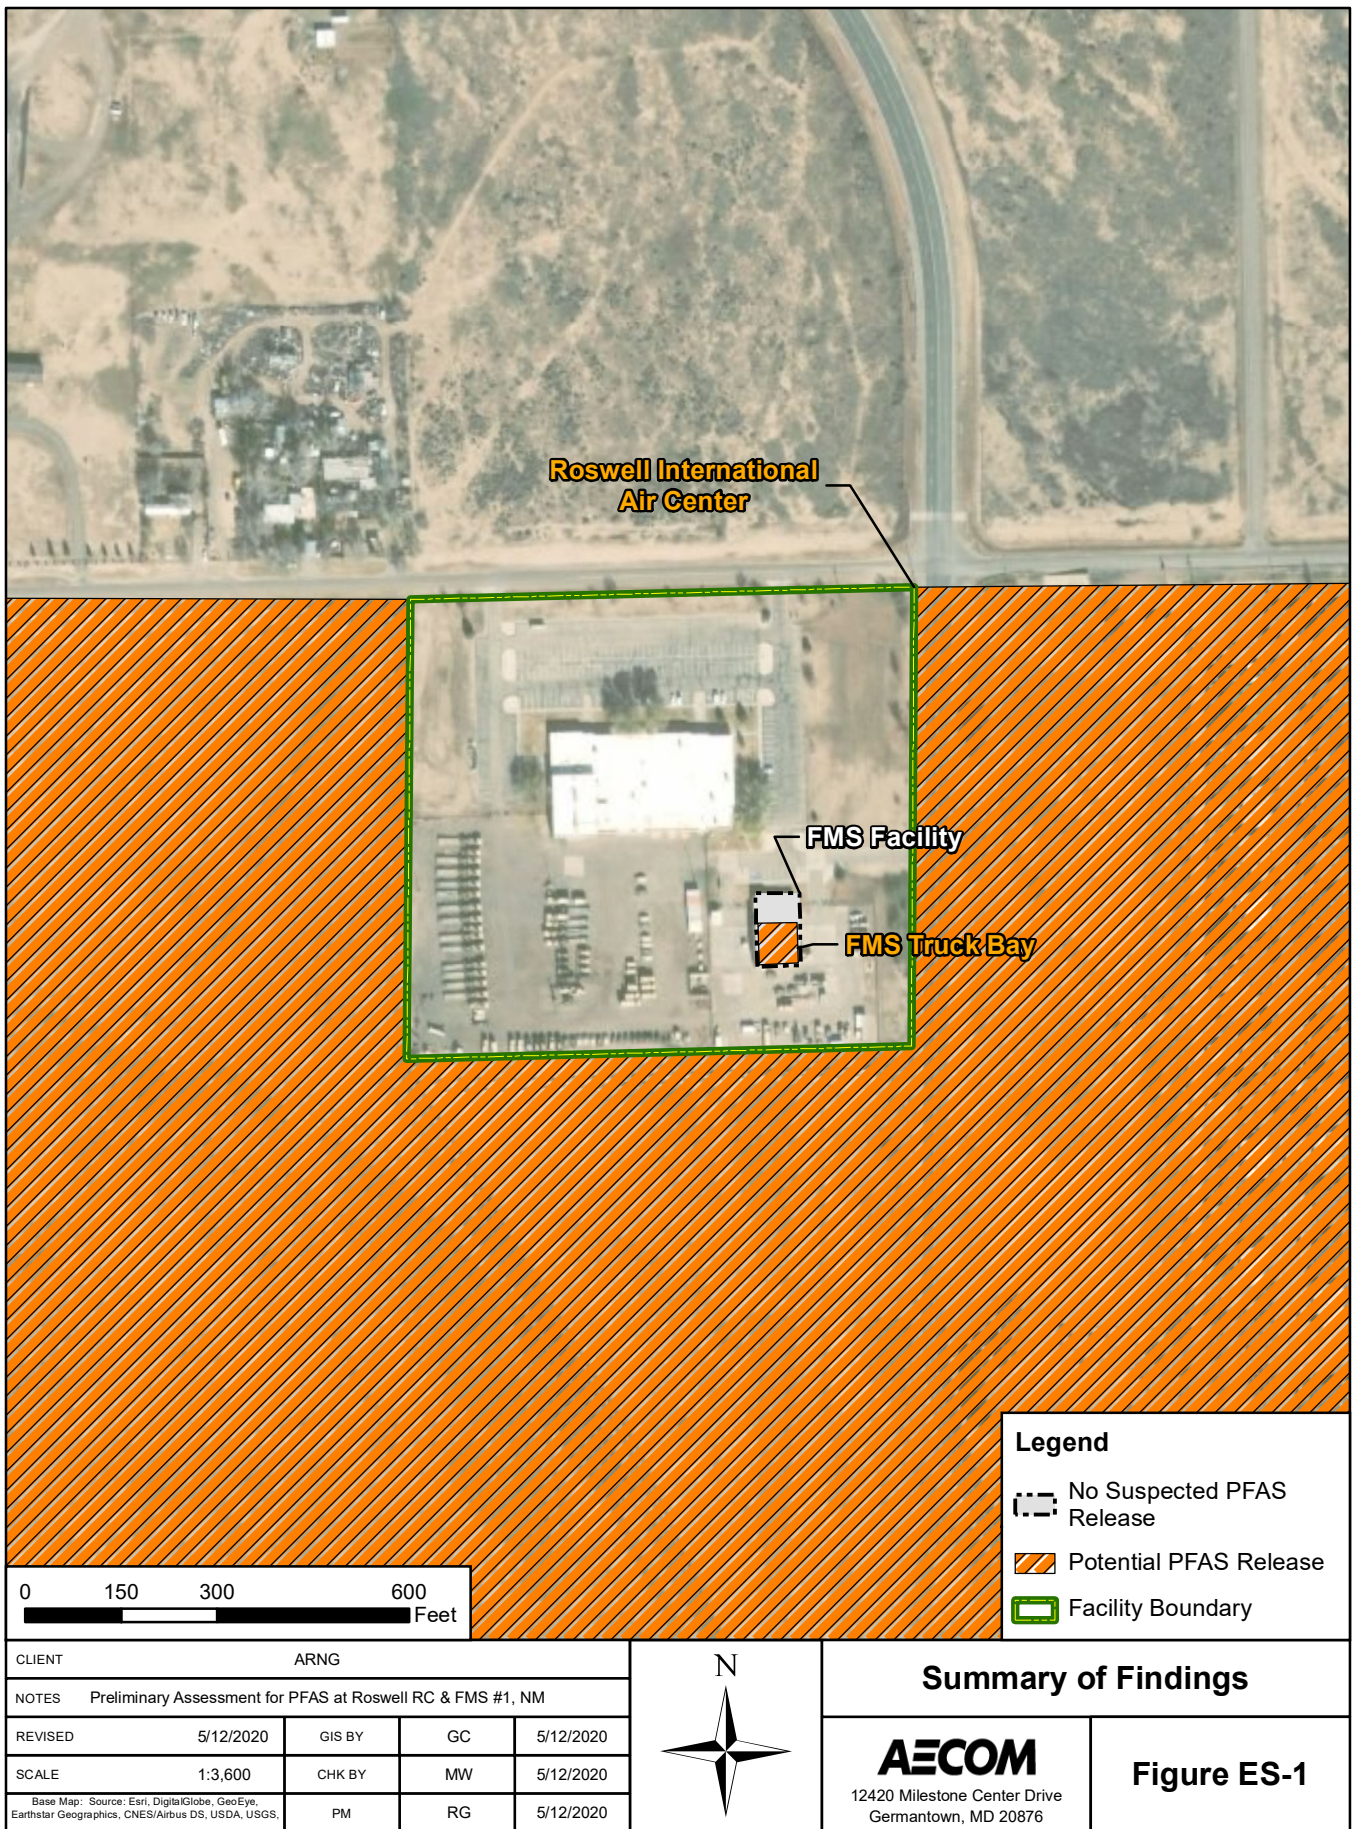 Roswell International
Air Center
FMS Facility
FMS Truck Bay
Legend
No Suspected PFAS
Release
Potential PFAS Release
Facility Boundary
0 150 300 600
Feet
CLIENT ARNG
NOTES Preliminary Assessment for PFAS at Roswell RC & FMS #1, NM
REVISED 5/12/2020 GIS BY GC 5/12/2020
SCALE 1:3,600 CHK BY MW 5/12/2020
Base Map: Source: Esri, DigitalGlobe, GeoEye,
Earthstar Geographics, CNES/Airbus DS, USDA, USGS,
PM RG 5/12/2020
N
Summary of Findings
AECOM
12420 Milestone Center Drive
Germantown, MD 20876
Figure ES-1